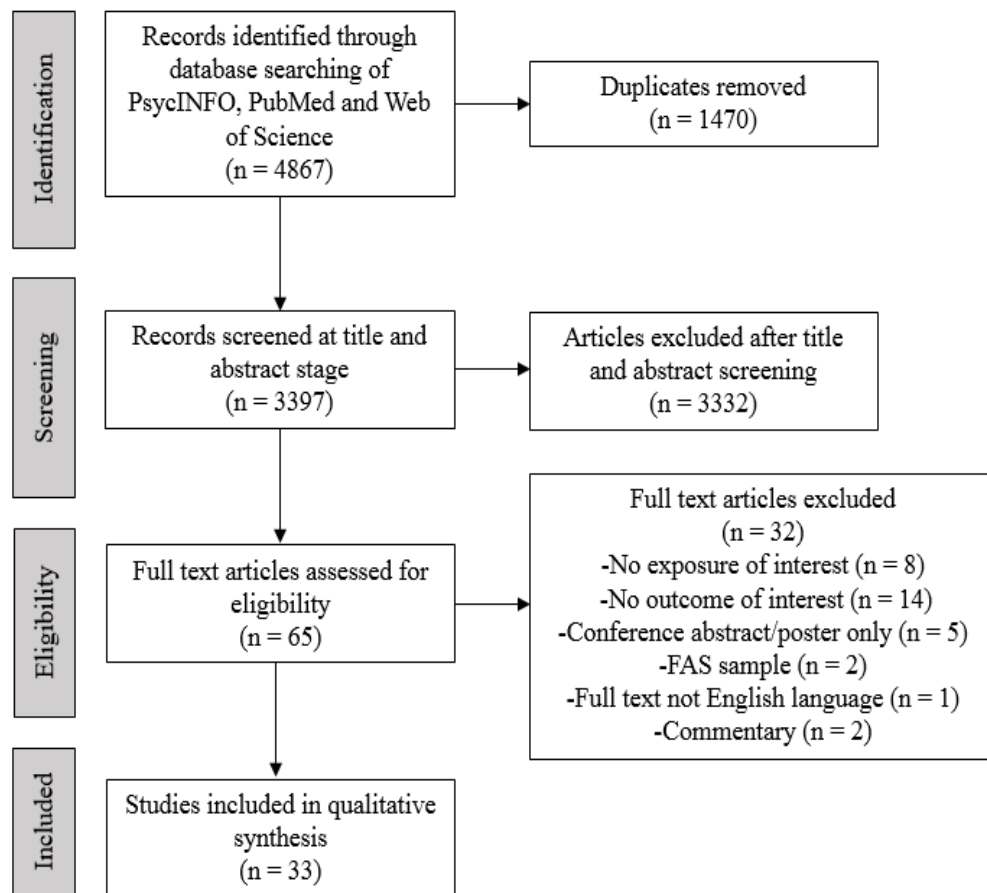 Identification
Records identified through
database searching of
PsycINFO, PubMed and Web
of Science
(n = 4867)
Duplicates removed
(n = 1470)
Screening
Records screened at title and
abstract stage
(n = 3397)
Articles excluded after title
and abstract screening
(n = 3332)
Eligibility
Full text articles assessed for
eligibility
(n = 65)
Full text articles excluded
(n = 32)
-No exposure of interest (n = 8)
-No outcome of interest (n = 14)
-Conference abstract/poster only (n = 5)
-FAS sample (n = 2)
-Full text not English language (n = 1)
-Commentary (n = 2)
Included
Studies included in qualitative
synthesis
(n = 33)